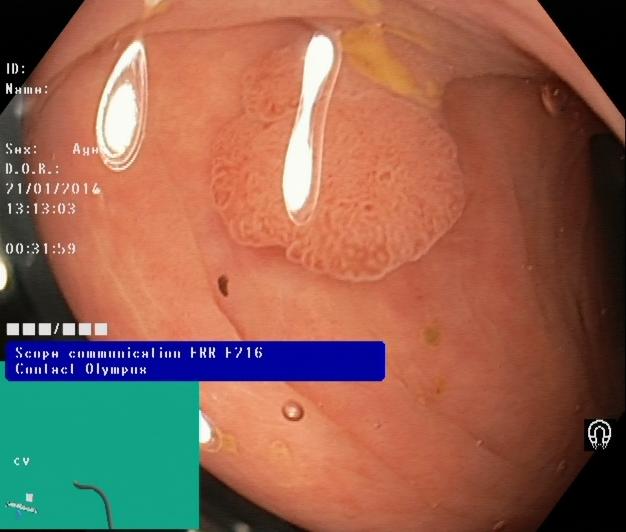 ID:
Name:
Sex: Age
D.O.R.:
21/01/2014
13:13:03
00:31:59
/
Scope communication ERR E216
Contact Olympus
CV